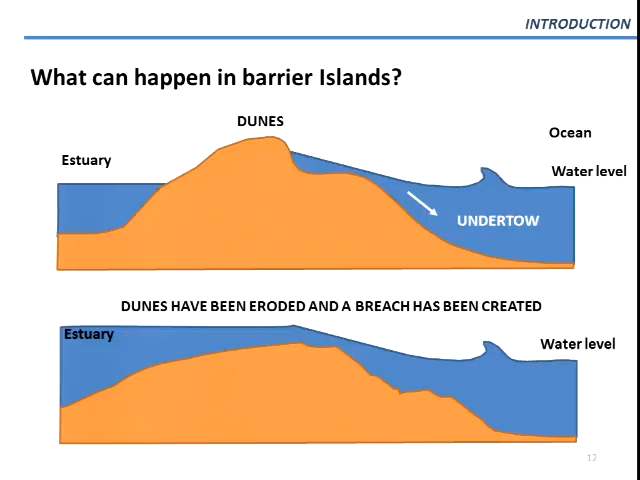 INTRODUCTION
What can happen in barrier Islands?
DUNES
Ocean
Estuary
Water level
UNDERTOW
DUNES HAVE BEEN ERODED AND A BREACH HAS BEEN CREATED
Estuary
Water level
12